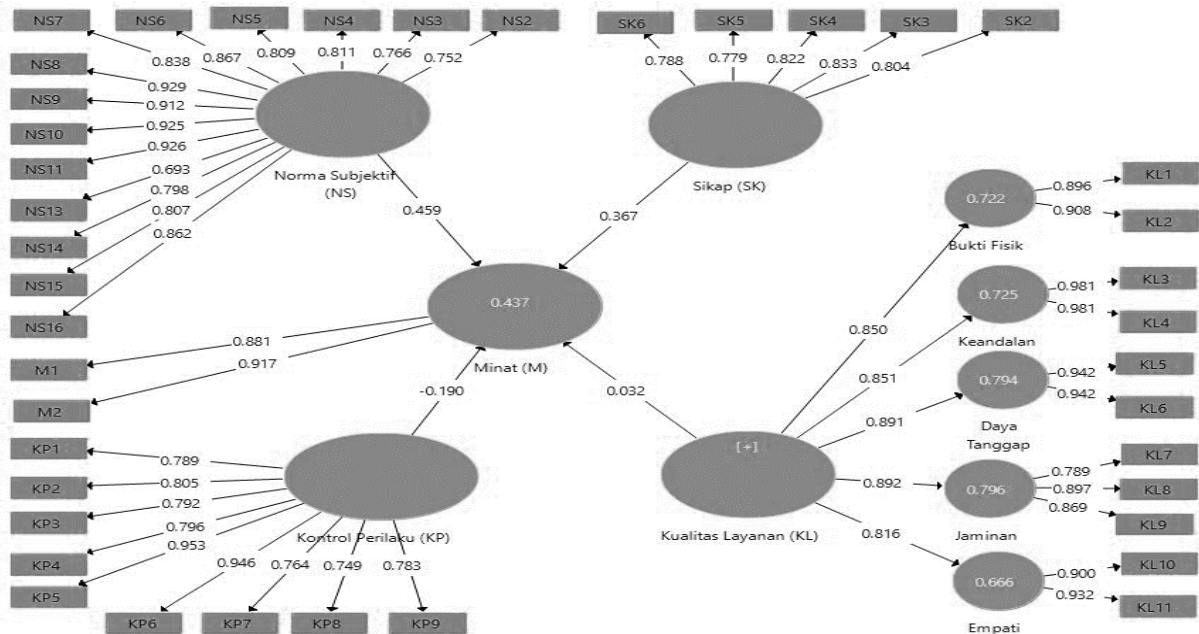 NS7
NS6
NS5
NS4
NS3
NS2
0.838
0.867
0.809
0.811
0.766
0.752
NS8
NS9
NS10
NS11
NS13
NS14
NS15
NS16
0.929
0.912
0.925
0.926
0.693
0.798
0.807
0.862
Norma Subjektif
(NS)
SK6
SK5
SK4
SK3
SK2
0.788
0.779
0.822
0.833
0.804
Sikap (SK)
0.459
0.367
0.437
Minat (M)
M1
M2
0.881
0.917
-0.190
0.032
KP1
KP2
KP3
KP4
KP5
KP6
KP7
KP8
KP9
0.789
0.805
0.792
0.796
0.953
0.946
0.764
0.749
0.783
Kontrol Perilaku (KP)
[+]
Kualitas Layanan (KL)
0.850
0.851
0.891
0.892
0.816
0.722
Bukti Fisik
0.896
0.908
KL1
KL2
0.725
Keandalan
0.981
0.981
KL3
KL4
0.794
Daya
Tanggap
0.942
0.942
KL5
KL6
0.796
Jaminan
0.789
0.897
0.869
KL7
KL8
KL9
0.666
Empati
0.900
0.932
KL10
KL11